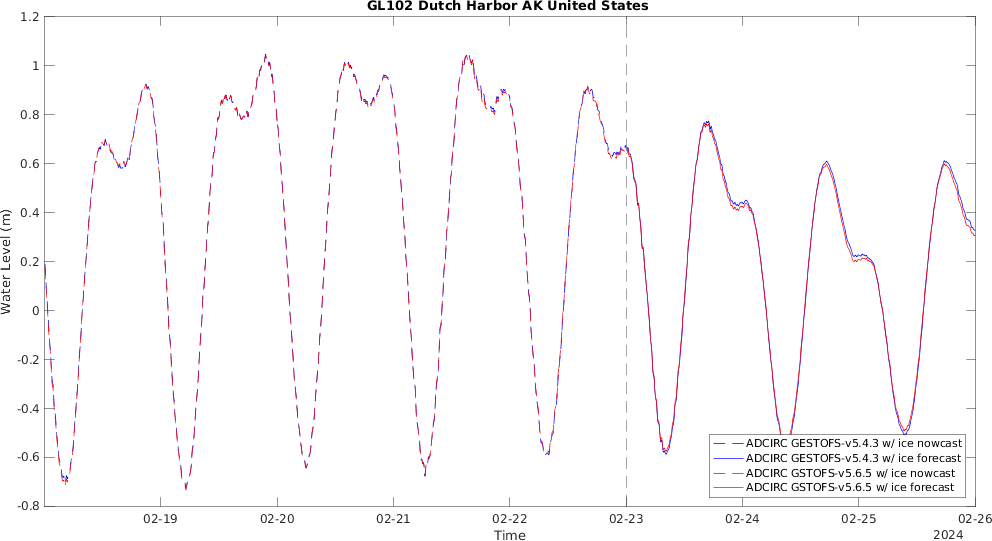 GL102 Dutch Harbor AK United States
1.2
1
0.8
0.6
0.4
0.2
0
-0.2
-0.4
-0.6
-0.8
Water Level (m)
ADCIRC GESTOFS-v5.4.3 w/ ice nowcast
ADCIRC GESTOFS-v5.4.3 w/ ice forecast
ADCIRC GSTOFS-v5.6.5 w/ ice nowcast
ADCIRC GSTOFS-v5.6.5 w/ ice forecast
02-19 02-20 02-21 02-22 02-23 02-24 02-25 02-26
Time
2024